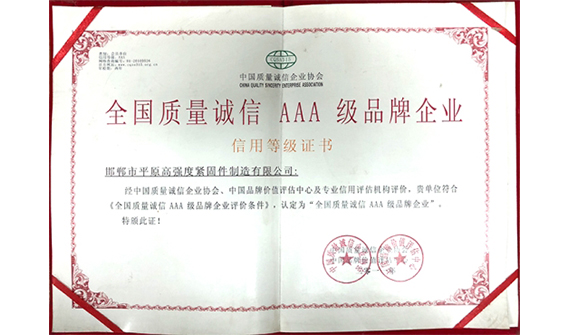 中国质量诚信企业协会
CHINA QUALITY SINCERITY ENTERPRISE ASSOCIATION
全国质量诚信 AAA 级品牌企业
信用等级证书
邯郸市平原高强度紧固件制造有限公司:
经中国质量诚信企业协会、中国品牌价值评估中心及专业信用评估机构评价，贵单位符合
《全国质量诚信 AAA 级品牌企业评价条件》，认定为“全国质量诚信 AAA 级品牌企业”。
特颁此证！